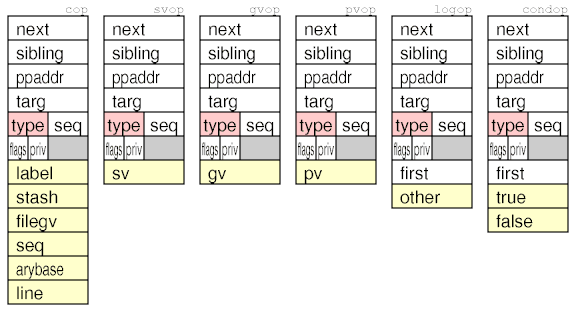 cop svop gvop pvop logop condop
next next next next next next
sibling sibling sibling sibling sibling sibling
ppaddr ppaddr ppaddr ppaddr ppaddr ppaddr
targ targ targ targ targ targ
type seq type seq type seq type seq type seq type seq
flags priv flags priv flags priv flags priv flags priv flags priv
label sv gv pv first first
stash other true
filegv false
seq
arybase
line